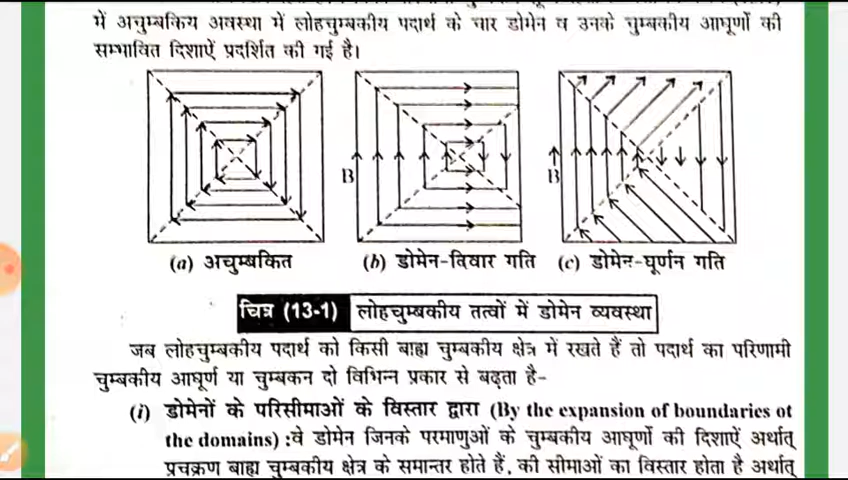 में अचुम्बकिय अवस्था में लोहचुम्बकीय पदार्थ के चार डोमेन व उनके चुम्बकीय आघूर्णो की
सम्भावित दिशाऐं प्रदर्शित की गई है।
B
B
(a) अचुम्बकित
(b) डोमेन-दिवार गति
(c) डोमेन-घूर्णन गति
चित्र (13-1) लोहचुम्बकीय तत्वों में डोमेन व्यवस्था
जब लोहचुम्बकीय पदार्थ को किसी बाह्य चुम्बकीय क्षेत्र में रखते हैं तो पदार्थ का परिणामी
चुम्बकीय आघूर्ण या चुम्बकन दो विभिन्न प्रकार से बढ़ता है-
(i) डोमेनों के परिसीमाओं के विस्तार द्वारा (By the expansion of boundaries of
the domains) :वे डोमेन जिनके परमाणुओं के चुम्बकीय आघूर्णो की दिशाऐं अर्थात्
प्रचक्रण बाह्य चुम्बकीय क्षेत्र के समान्तर होते हैं, की सीमाओं का विस्तार होता है अर्थात्